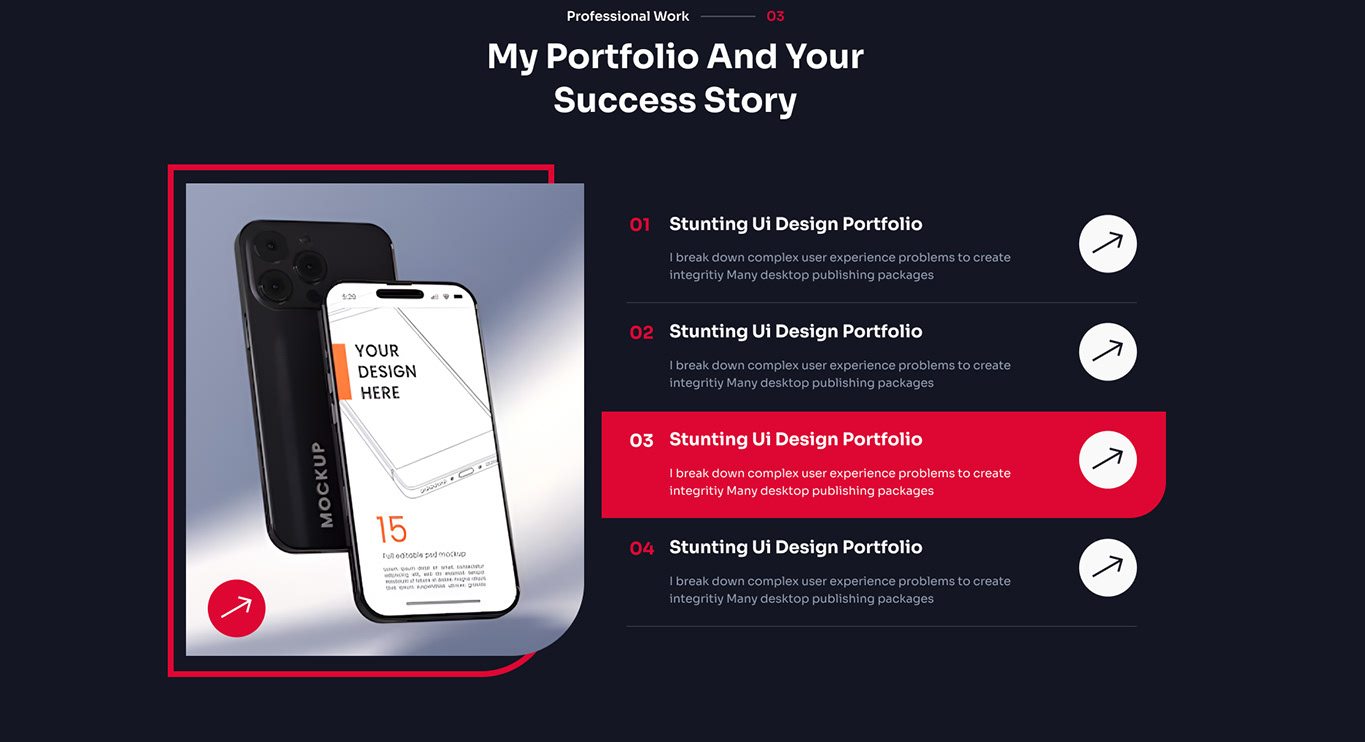 Professional Work 03
My Portfolio And Your
Success Story
5:20
YOUR
DESIGN
HERE
MOCKUP
15
Full editable psd mockup
01 Stunting Ui Design Portfolio
I break down complex user experience problems to create
integritiy Many desktop publishing packages
02 Stunting Ui Design Portfolio
I break down complex user experience problems to create
integritiy Many desktop publishing packages
03 Stunting Ui Design Portfolio
I break down complex user experience problems to create
integritiy Many desktop publishing packages
04 Stunting Ui Design Portfolio
I break down complex user experience problems to create
integritiy Many desktop publishing packages